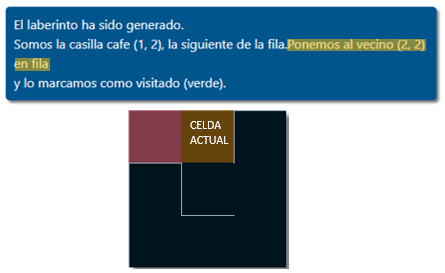 El laberinto ha sido generado.
Somos la casilla cafe (1, 2), la siguiente de la fila.Ponemos al vecino (2, 2)
en fila
y lo marcamos como visitado (verde).
CELDA
ACTUAL